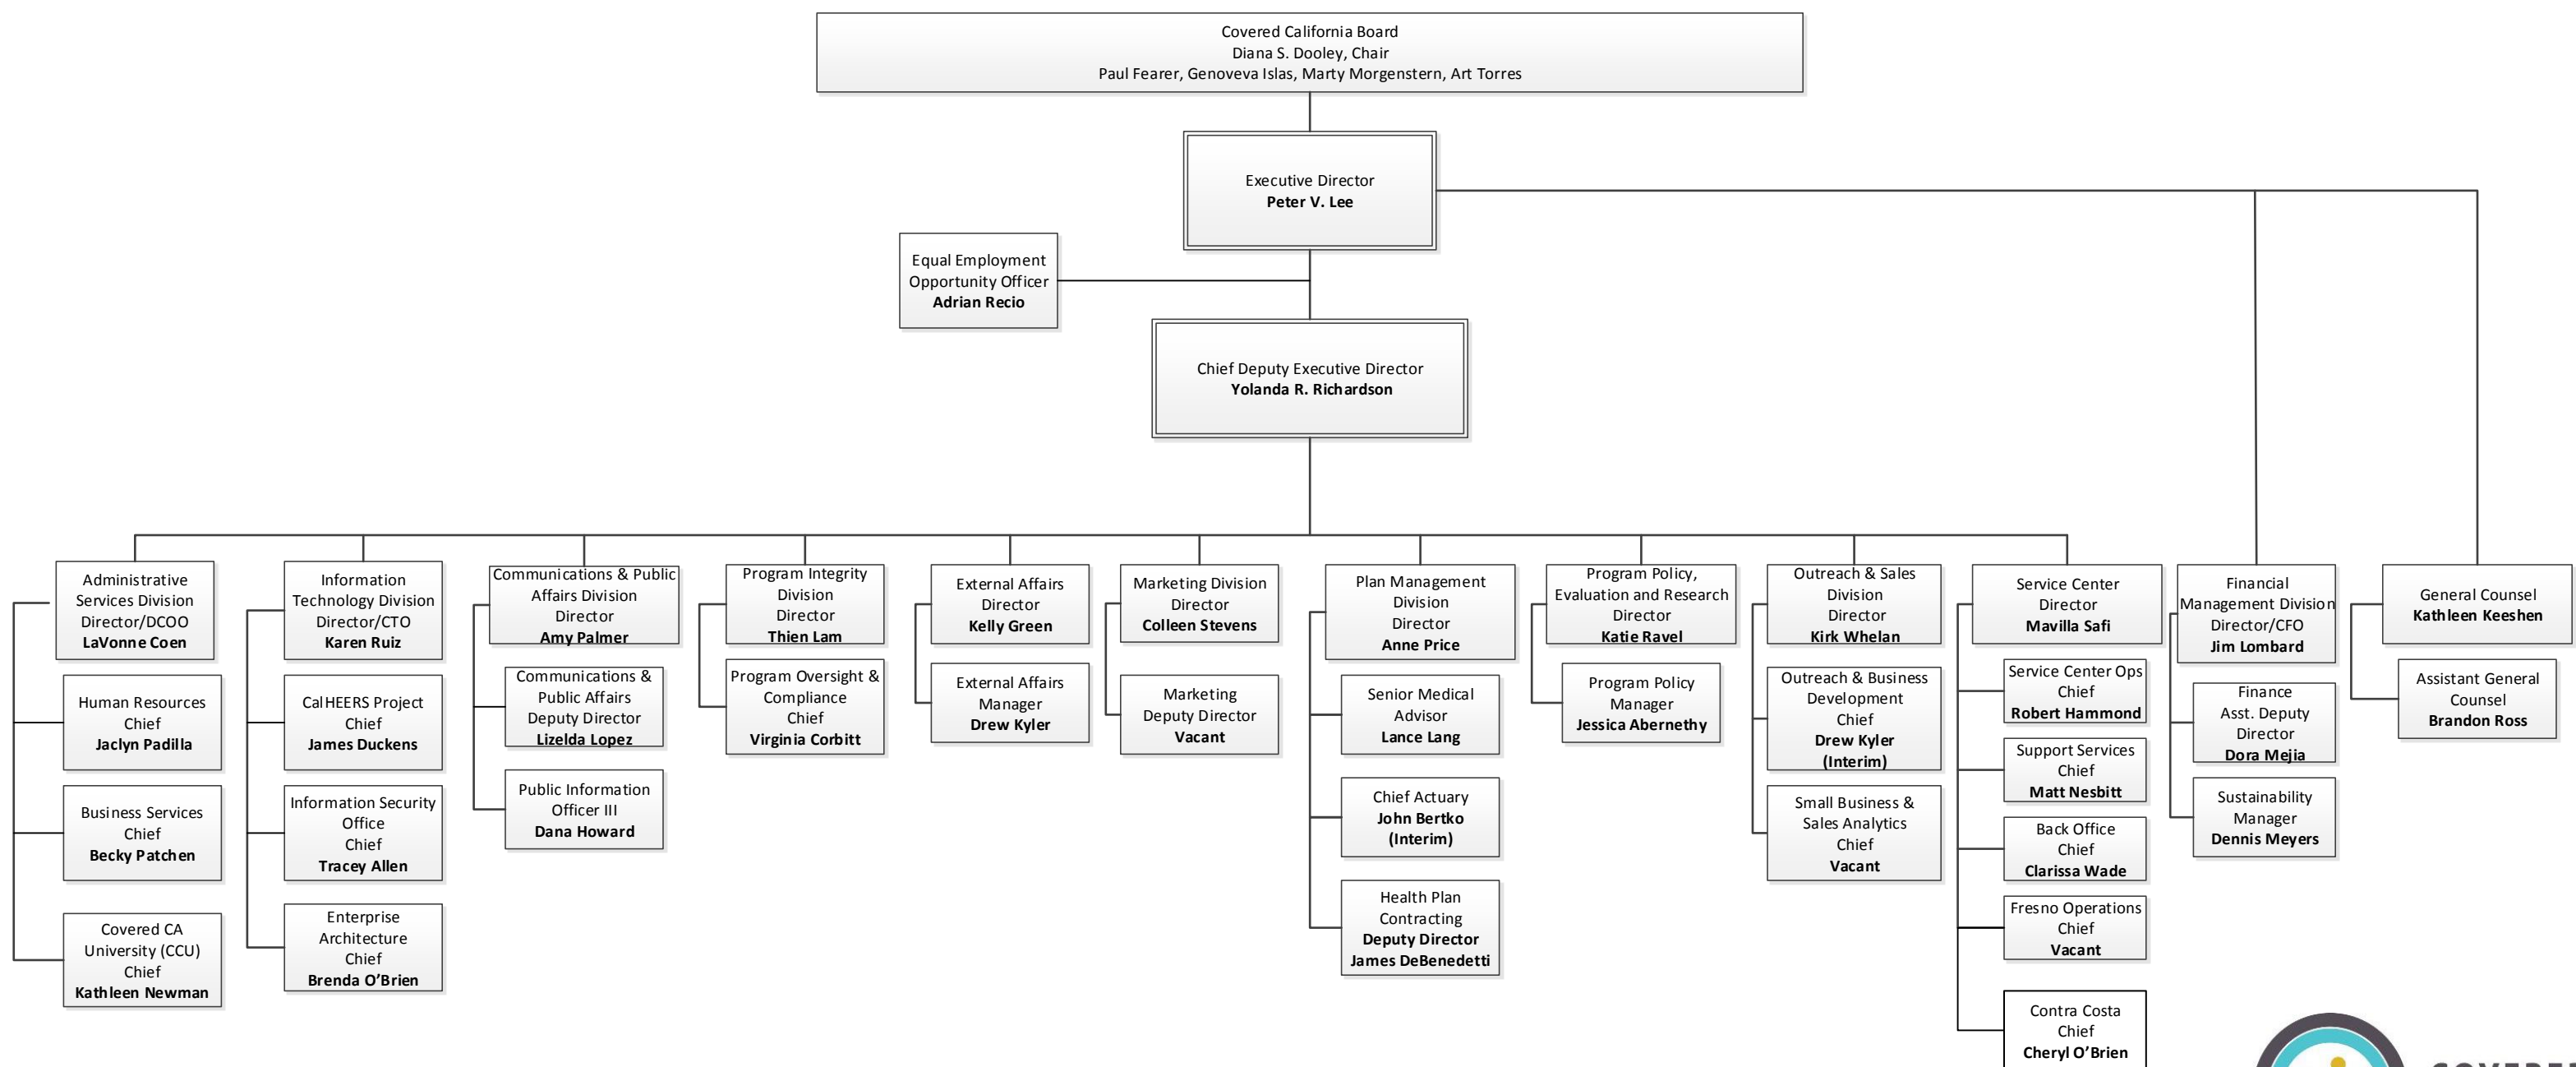 Covered California Board
Diana S. Dooley, Chair
Paul Fearer, Genoveva Islas, Marty Morgenstern, Art Torres
Executive Director
Peter V. Lee
Equal Employment
Opportunity Officer
Adrian Recio
Chief Deputy Executive Director
Yolanda R. Richardson
Administrative
Services Division
Director/DCOO
LaVonne Coen
Human Resources
Chief
Jaclyn Padilla
Business Services
Chief
Becky Patchen
Covered CA
University (CCU)
Chief
Kathleen Newman
Information
Technology Division
Director/CTO
Karen Ruiz
CalHEERS Project
Chief
James Duckens
Information Security
Office
Chief
Tracey Allen
Enterprise
Architecture
Chief
Brenda O’Brien
Communications & Public
Affairs Division
Director
Amy Palmer
Communications &
Public Affairs
Deputy Director
Lizelda Lopez
Public Information
Officer III
Dana Howard
Program Integrity
Division
Director
Thien Lam
Program Oversight &
Compliance
Chief
Virginia Corbitt
External Affairs
Director
Kelly Green
External Affairs
Manager
Drew Kyler
Marketing Division
Director
Colleen Stevens
Marketing
Deputy Director
Vacant
Plan Management
Division
Director
Anne Price
Senior Medical
Advisor
Lance Lang
Chief Actuary
John Bertko
(Interim)
Health Plan
Contracting
Deputy Director
James DeBenedetti
Program Policy,
Evaluation and Research
Director
Katie Ravel
Program Policy
Manager
Jessica Abernethy
Outreach & Sales
Division
Director
Kirk Whelan
Outreach & Business
Development
Chief
Drew Kyler
(Interim)
Small Business &
Sales Analytics
Chief
Vacant
Service Center
Director
Mavilla Safi
Service Center Ops
Chief
Robert Hammond
Support Services
Chief
Matt Nesbitt
Back Office
Chief
Clarissa Wade
Fresno Operations
Chief
Vacant
Contra Costa
Chief
Cheryl O’Brien
Financial
Management Division
Director/CFO
Jim Lombard
Finance
Asst. Deputy
Director
Dora Mejia
Sustainability
Manager
Dennis Meyers
General Counsel
Kathleen Keeshen
Assistant General
Counsel
Brandon Ross